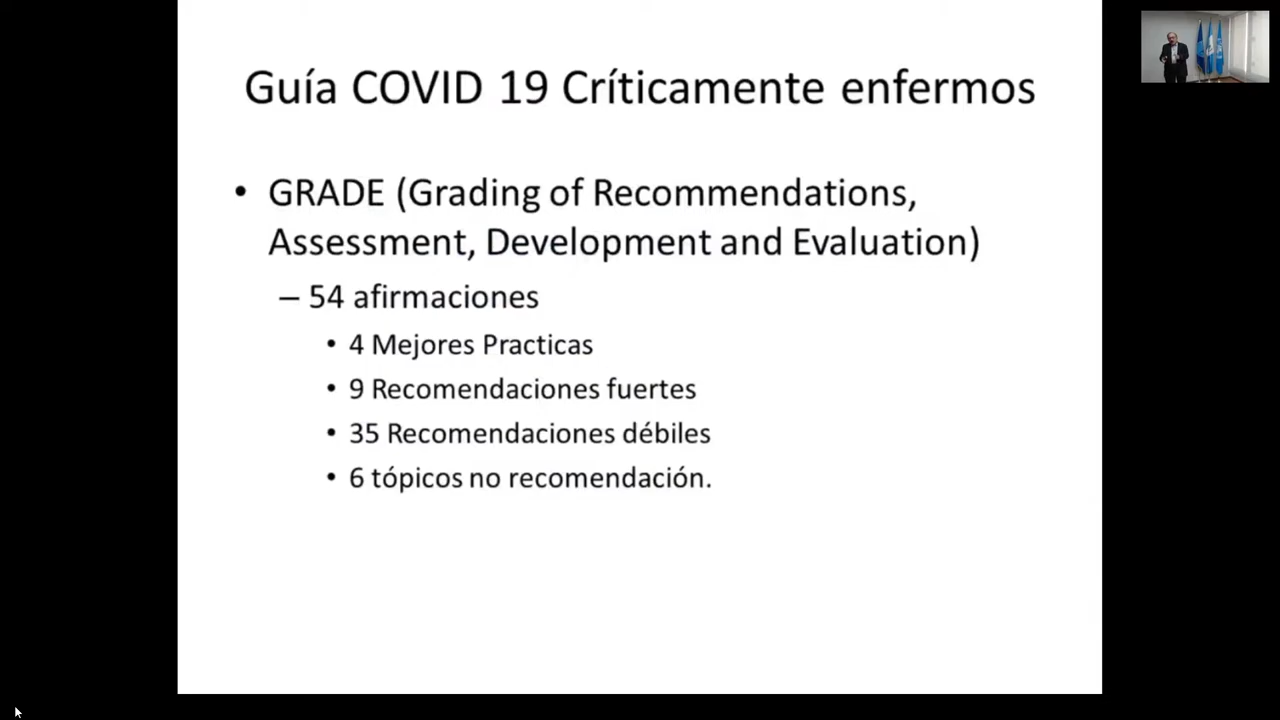 Guía COVID 19 Críticamente enfermos
• GRADE (Grading of Recommendations,
Assessment, Development and Evaluation)
– 54 afirmaciones
• 4 Mejores Practicas
• 9 Recomendaciones fuertes
• 35 Recomendaciones débiles
• 6 tópicos no recomendación.